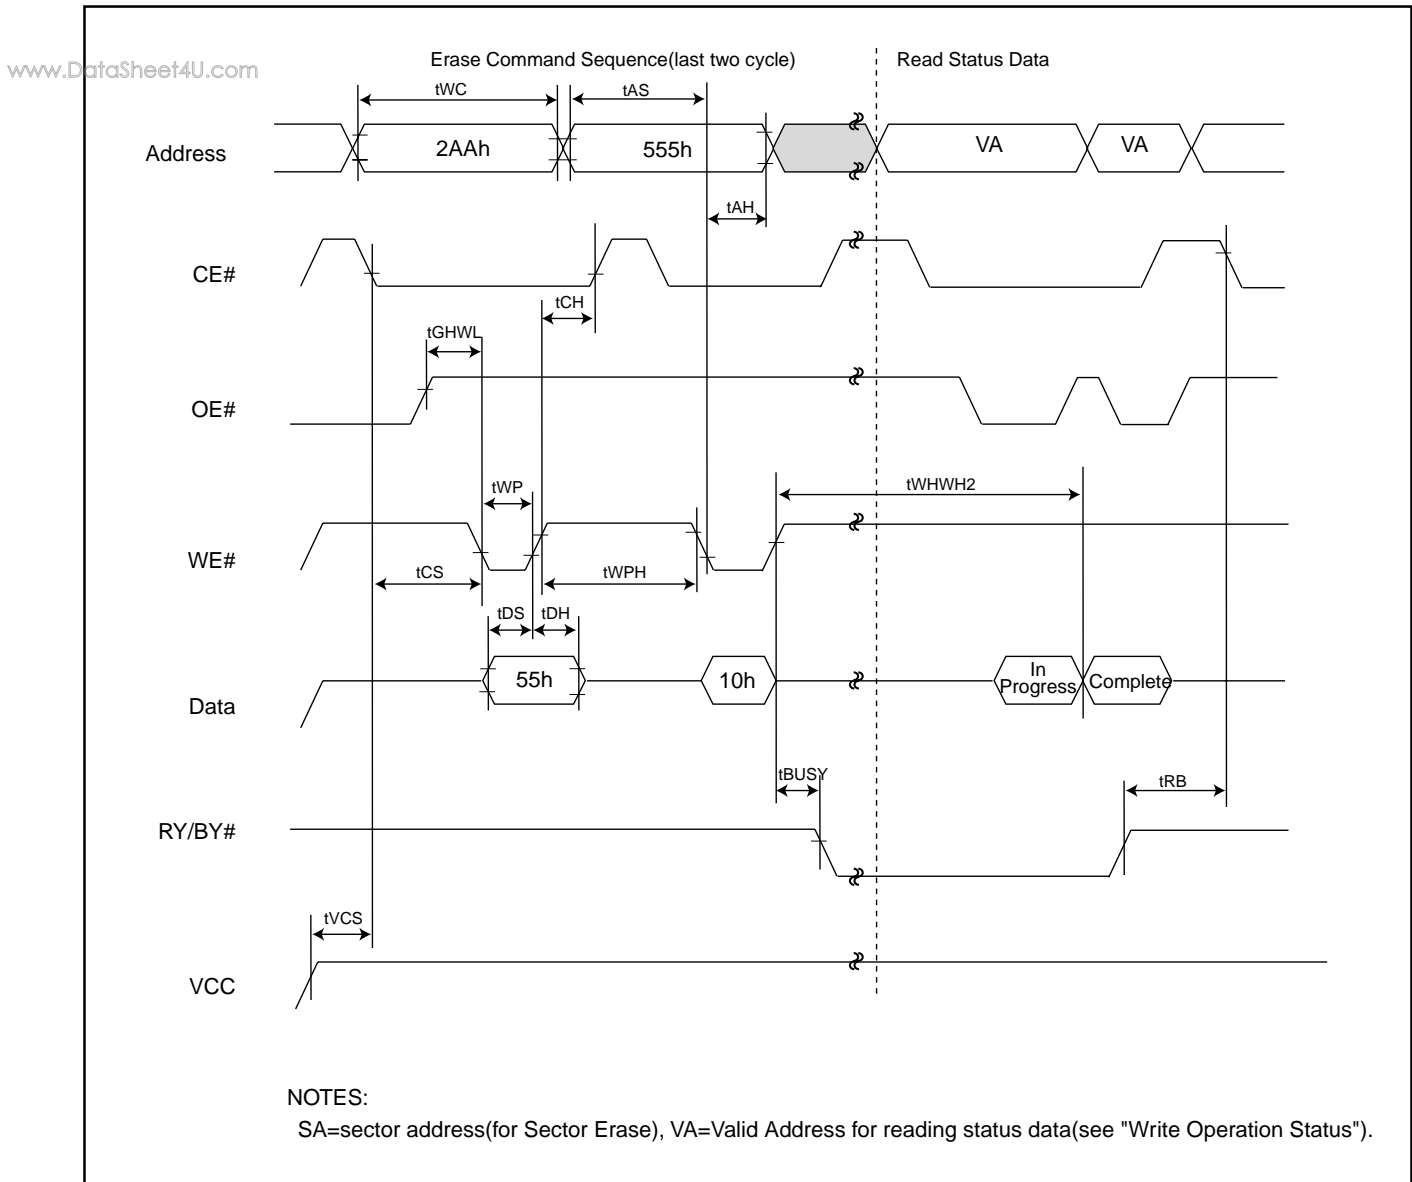 www.DataSheet4U.com
Erase Command Sequence(last two cycle)
Read Status Data
tWC
tAS
Address
2AAh
555h
VA
VA
tAH
CE#
tCH
tGHWL
OE#
tWP
tWHWH2
WE#
tCS
tWPH
tDS
tDH
Data
55h
10h
In
Progress
Complete
tBUSY
tRB
RY/BY#
tVCS
VCC
NOTES:
SA=sector address(for Sector Erase), VA=Valid Address for reading status data(see "Write Operation Status").